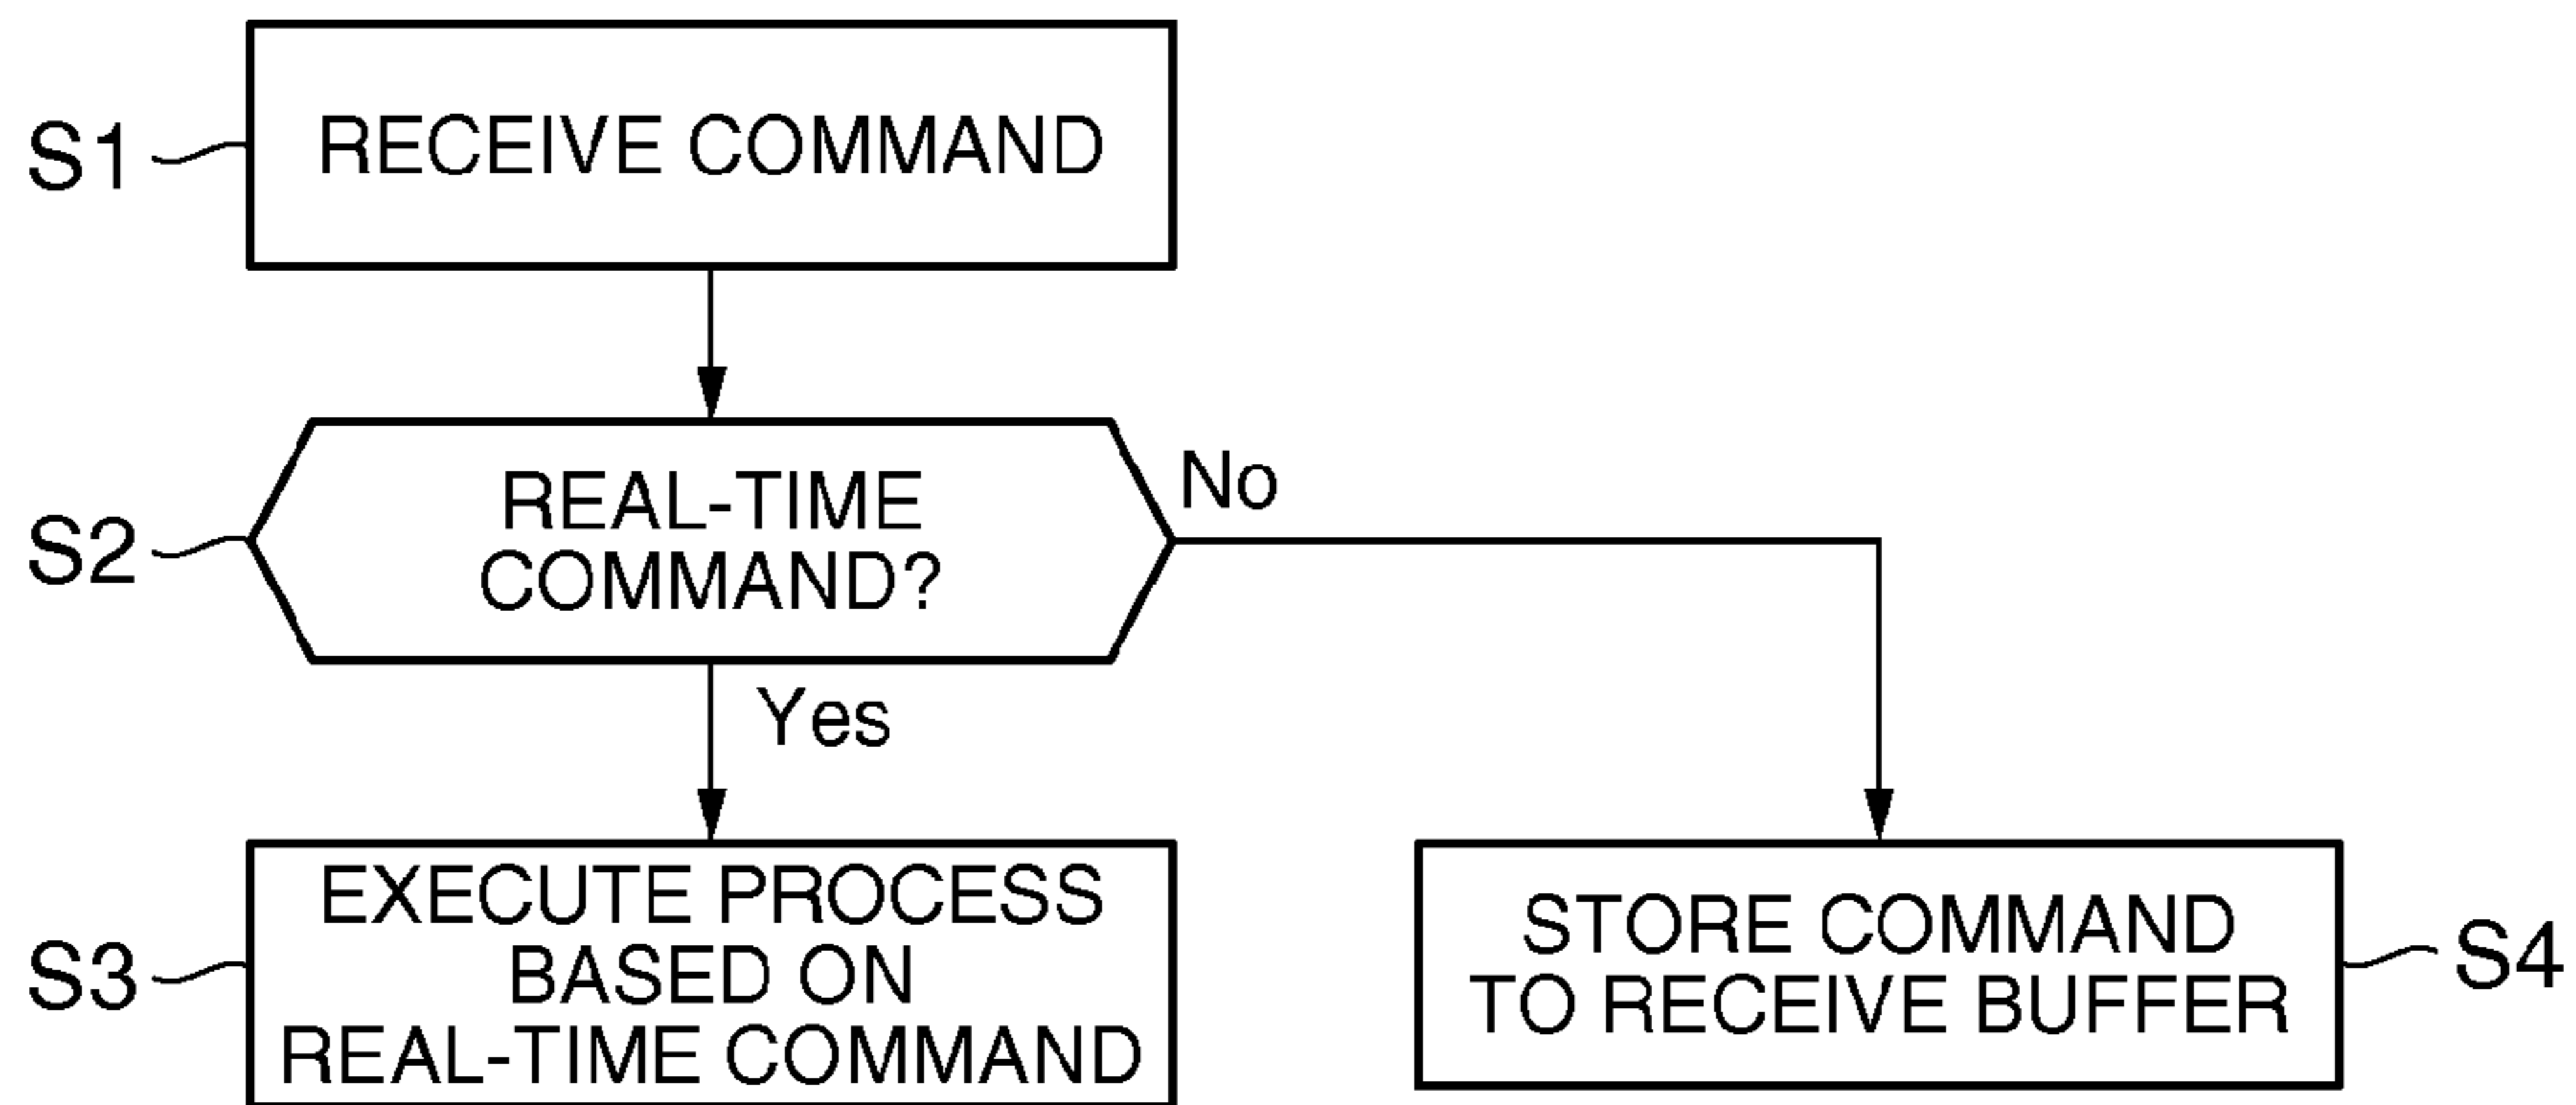 S1
RECEIVE COMMAND
S2
REAL-TIME
COMMAND?
No
Yes
S3
EXECUTE PROCESS
BASED ON
REAL-TIME COMMAND
STORE COMMAND
TO RECEIVE BUFFER
S4